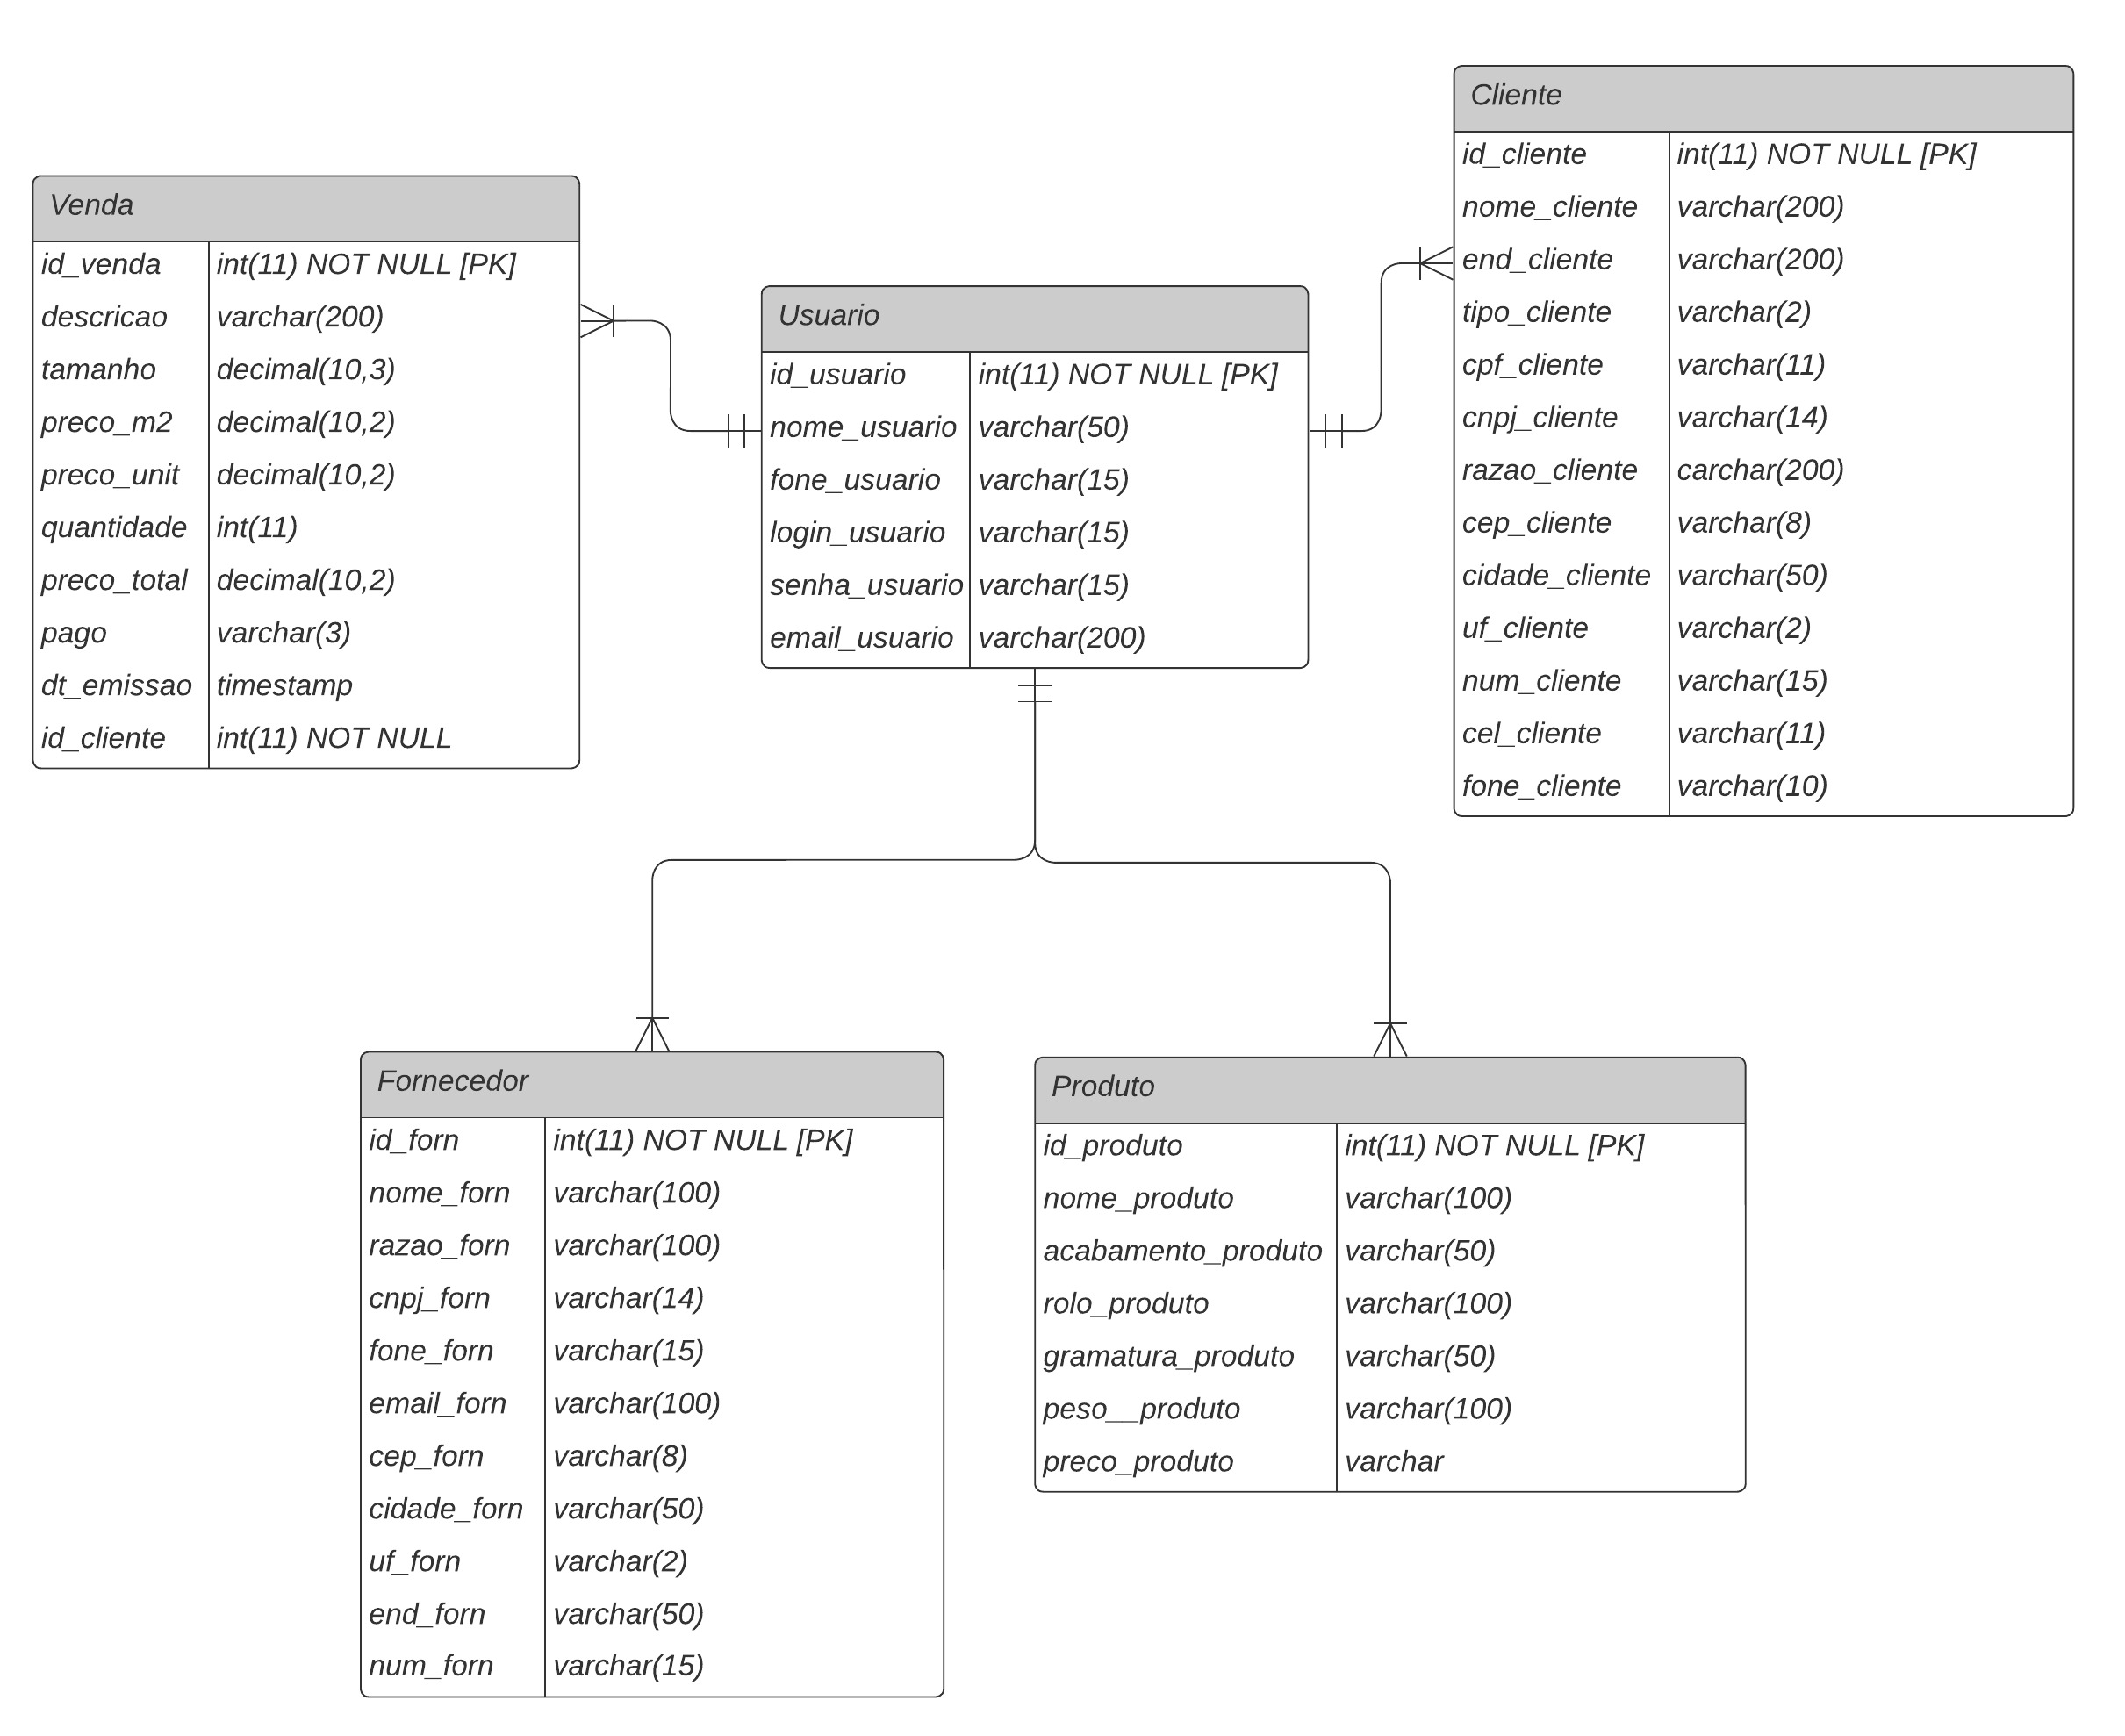 Venda
id_venda int(11) NOT NULL [PK]
descricao varchar(200)
tamanho decimal(10,3)
preco_m2 decimal(10,2)
preco_unit decimal(10,2)
quantidade int(11)
preco_total decimal(10,2)
pago varchar(3)
dt_emissao timestamp
id_cliente int(11) NOT NULL
Usuario
id_usuario int(11) NOT NULL [PK]
nome_usuario varchar(50)
fone_usuario varchar(15)
login_usuario varchar(15)
senha_usuario varchar(15)
email_usuario varchar(200)
Cliente
id_cliente int(11) NOT NULL [PK]
nome_cliente varchar(200)
end_cliente varchar(200)
tipo_cliente varchar(2)
cpf_cliente varchar(11)
cnpj_cliente varchar(14)
razao_cliente carchar(200)
cep_cliente varchar(8)
cidade_cliente varchar(50)
uf_cliente varchar(2)
num_cliente varchar(15)
cel_cliente varchar(11)
fone_cliente varchar(10)
Fornecedor
id_forn int(11) NOT NULL [PK]
nome_forn varchar(100)
razao_forn varchar(100)
cnpj_forn varchar(14)
fone_forn varchar(15)
email_forn varchar(100)
cep_forn varchar(8)
cidade_forn varchar(50)
uf_forn varchar(2)
end_forn varchar(50)
num_forn varchar(15)
Produto
id_produto int(11) NOT NULL [PK]
nome_produto varchar(100)
acabamento_produto varchar(50)
rolo_produto varchar(100)
gramatura_produto varchar(50)
peso__produto varchar(100)
preco_produto varchar